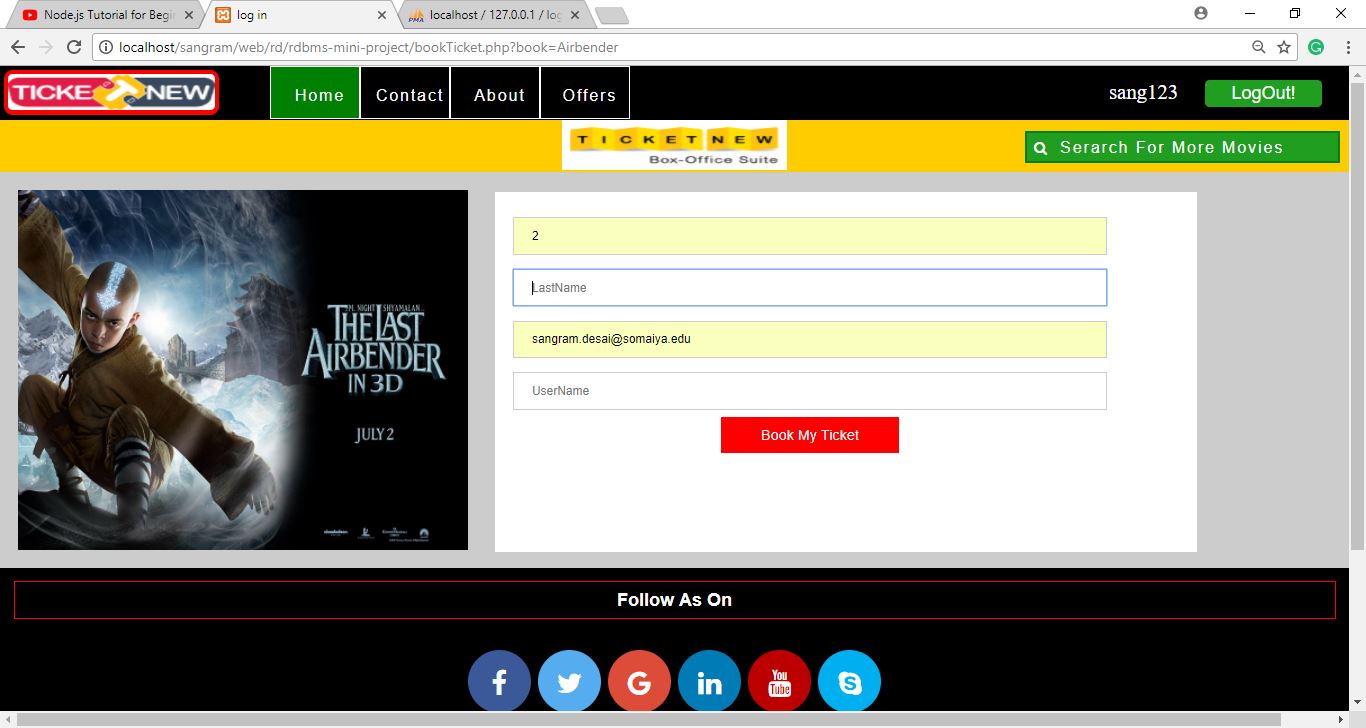 Node.js Tutorial for Begin
log in
localhost / 127.0.0.1 / log
localhost/sangram/web/rd/rdbms-mini-project/bookTicket.php?book=Airbender
TICKET NEW
Home
Contact
About
Offers
sang123
LogOut!
TICKETNEW
Box-Office Suite
Serarch For More Movies
M. NIGHT SHYAMALAN
THE LAST
AIRBENDER
IN 3D
JULY 2
2
LastName
sangram.desai@somaiya.edu
UserName
Book My Ticket
Follow As On
You
Tube